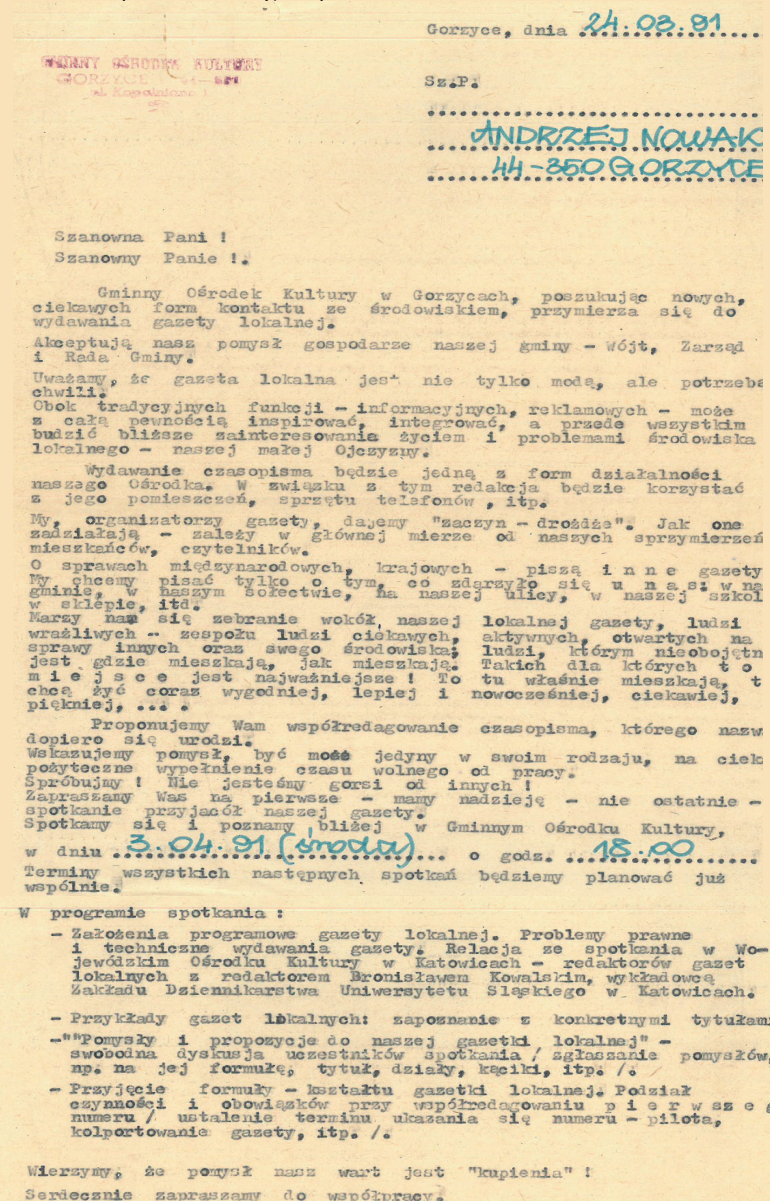 Gorzyce, dnia 24.03.91
GMINNY OŚRODEK KULTURY
GORZYCE
ul. Kopalniana
Sz.P.
ANDRZEJ NOWAK
44-350 GORZYCE
Szanowna Pani !
Szanowny Panie !.
Gminny Ośrodek Kultury w Gorzycach, poszukując nowych,
ciekawych form kontaktu ze środowiskiem, przymierza się do
wydawania gazety lokalnej.
Akceptują nasz pomysł gospodarze naszej gminy - Wójt, Zarząd
i Rada Gminy.
Uważamy, że gazeta lokalna jest nie tylko modą, ale potrzebą
chwili.
Obok tradycyjnych funkcji - informacyjnych, reklamowych - może
z całą pewnością inspirować, integrować, a przede wszystkim
budzić bliższe zainteresowania życiem i problemami środowiska
lokalnego - naszej małej Ojczyzny.
Wydawanie czasopisma będzie jedną z form działalności
naszego Ośrodka. W związku z tym redakcja będzie korzystać
z jego pomieszczeń, sprzętu telefonów , itp.
My, organizatorzy gazety, dajemy "zaczyn - drożdże". Jak one
zadziałają - zależy w głównej mierze od naszych sprzymierzeń
mieszkańców, czytelników.
O sprawach międzynarodowych, krajowych - piszą i n n e gazety
My chcemy pisać tylko o tym, co zdarzyło się u n a s: w na
gminie, w naszym sołectwie, na naszej ulicy, w naszej szkol
w sklepie, itd.
Marzy nam się zebranie wokół naszej lokalnej gazety, ludzi
wrażliwych - zespołu ludzi ciekawych, aktywnych, otwartych na
sprawy innych oraz swego środowiska; ludzi, którym nieobojętn
jest gdzie mieszkają, jak mieszkają. Takich dla których t o
m i e j s c e jest najważniejsze ! To tu właśnie mieszkają, t
chcą żyć coraz wygodniej, lepiej i nowocześniej, ciekawiej,
piękniej, ... .
Proponujemy Wam współredagowanie czasopisma, którego nazw
dopiero się urodzi.
Wskazujemy pomysł, być może jedyny w swoim rodzaju, na ciek
pożyteczne wypełnienie czasu wolnego od pracy.
Spróbujmy ! Nie jesteśmy gorsi od innych !
Zapraszamy Was na pierwsze - mamy nadzieję - nie ostatnie -
spotkanie przyjaciół naszej gazety.
Spotkamy się i poznamy bliżej w Gminnym Ośrodku Kultury,
w dniu 3.04.91 (środa) o godz. 18.00
Terminy wszystkich następnych spotkań będziemy planować już
wspólnie.
W programie spotkania :
- Założenia programowe gazety lokalnej. Problemy prawne
i techniczne wydawania gazety. Relacja ze spotkania w Wo-
jewódzkim Ośrodku Kultury w Katowicach - redaktorów gazet
lokalnych z redaktorem Bronisławem Kowalskim, wykładowcą
Zakładu Dziennikarstwa Uniwersytetu Śląskiego w Katowicach.
- Przykłady gazet lokalnych: zapoznanie z konkretnymi tytułami
-""Pomysły i propozycje do naszej gazetki lokalnej" -
swobodna dyskusja uczestników spotkania / zgłaszanie pomysłów,
np. na jej formułę, tytuł, działy, kąciki, itp. /.
- Przyjęcie formuły - kształtu gazetki lokalnej. Podział
czynności i obowiązków przy współredagowaniu p i e r w s z e g
numeru / ustalenie terminu ukazania się numeru - pilota,
kolportowanie gazety, itp. /.
Wierzymy, że pomysł nasz wart jest "kupienia" !
Serdecznie zapraszamy do współpracy.